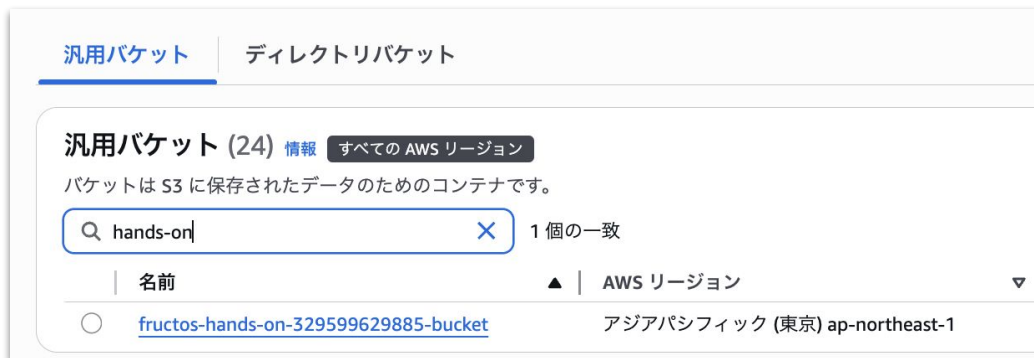 汎用バケット ディレクトリバケット
汎用バケット (24) 情報 すべての AWS リージョン
バケットは S3 に保存されたデータのためのコンテナです。
hands-on 1 個の一致
名前 AWS リージョン
fructos-hands-on-329599629885-bucket アジアパシフィック (東京) ap-northeast-1